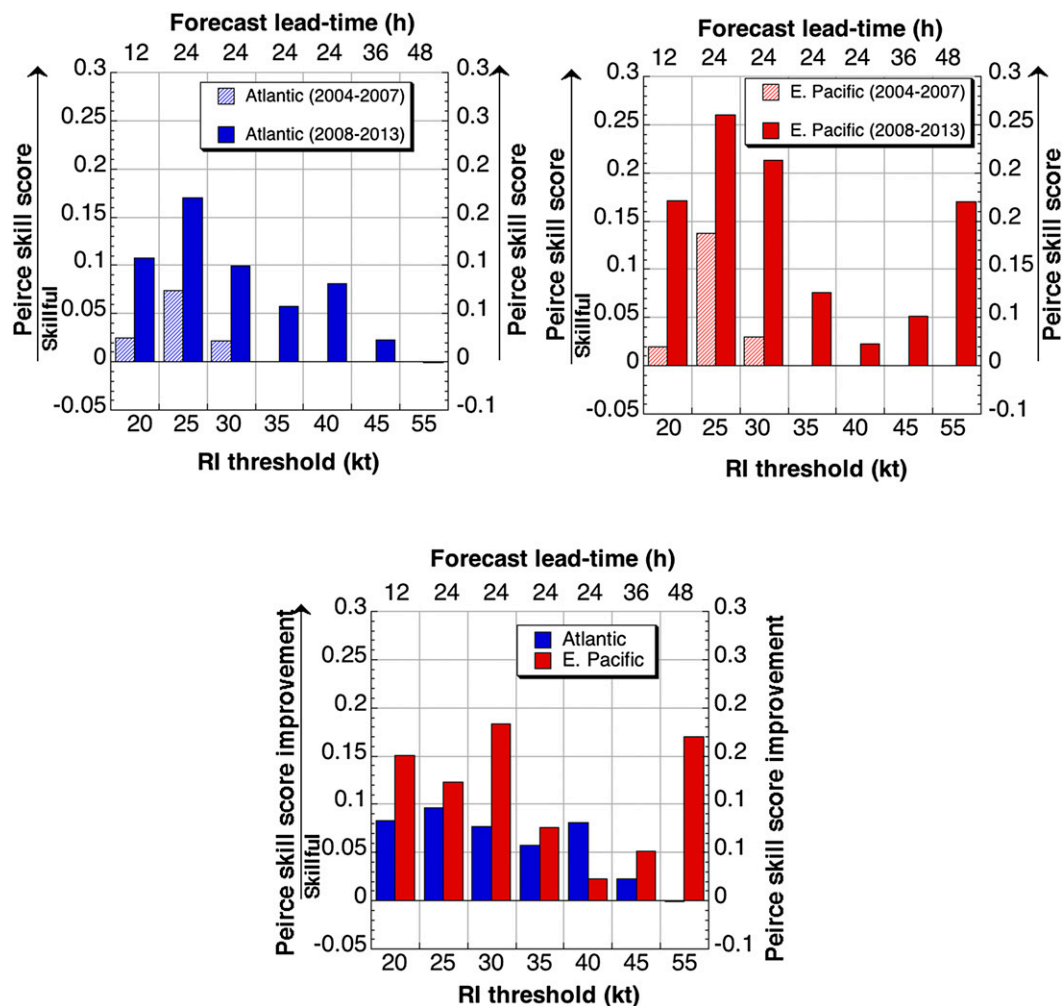 Forecast lead-time (h)
12 24 24 24 24 36 48
0.3
0.25
0.2
0.15
0.1
0.05
0
-0.05
Peirce skill score
Skillful
Atlantic (2004-2007)
Atlantic (2008-2013)
0.3
0.3
0.2
0.2
0.1
0.1
0
-0.1
Peirce skill score
20 25 30 35 40 45 55
RI threshold (kt)
Forecast lead-time (h)
12 24 24 24 24 36 48
0.3
0.25
0.2
0.15
0.1
0.05
0
-0.05
Peirce skill score
Skillful
E. Pacific (2004-2007)
E. Pacific (2008-2013)
0.3
0.25
0.2
0.2
0.15
0.1
0
-0.1
Peirce skill score
20 25 30 35 40 45 55
RI threshold (kt)
Forecast lead-time (h)
12 24 24 24 24 36 48
0.3
0.25
0.2
0.15
0.1
0.05
0
-0.05
Peirce skill score improvement
Skillful
Atlantic
E. Pacific
0.3
0.3
0.2
0.2
0.1
0.1
0
-0.1
Peirce skill score improvement
20 25 30 35 40 45 55
RI threshold (kt)